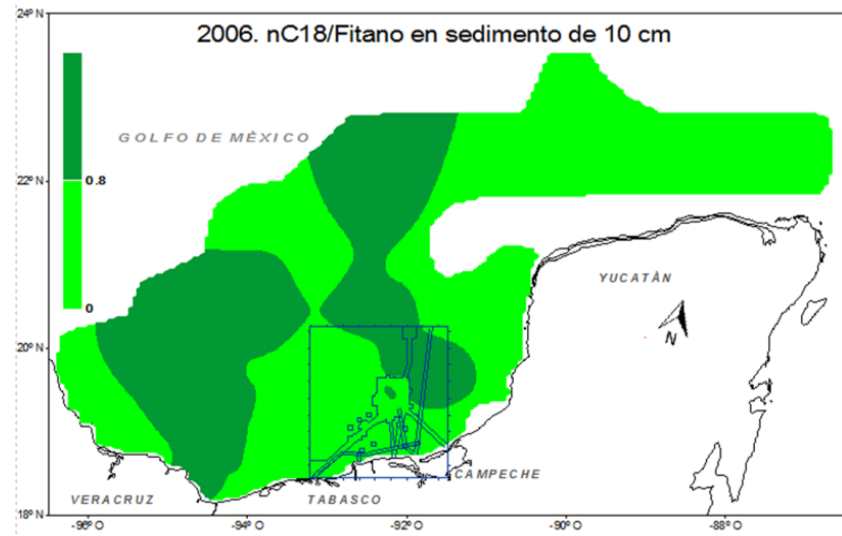 2006. nC18/Fitano en sedimento de 10 cm
24º N
GOLFO DE MÈXICO
0.8
22º N
0
YUCATÀN
20º N
N
CAMPECHE
VERACRUZ
TABASCO
18º N
-96º O
-94º O
-92º O
-90º O
-88º O